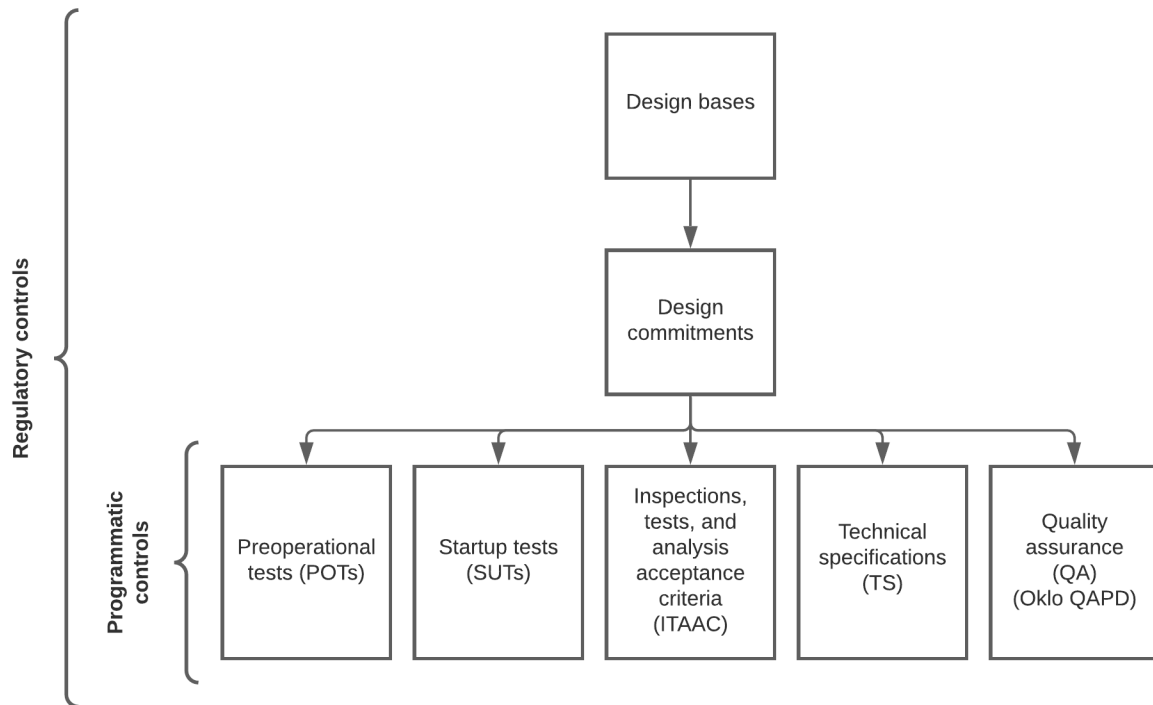 Design bases
Regulatory controls
Design
commitments
Programmatic
controls
Preoperational
tests (POTs)
Startup tests
(SUTs)
Inspections,
tests, and
analysis
acceptance
criteria
(ITAAC)
Technical
specifications
(TS)
Quality
assurance
(QA)
(Oklo QAPD)